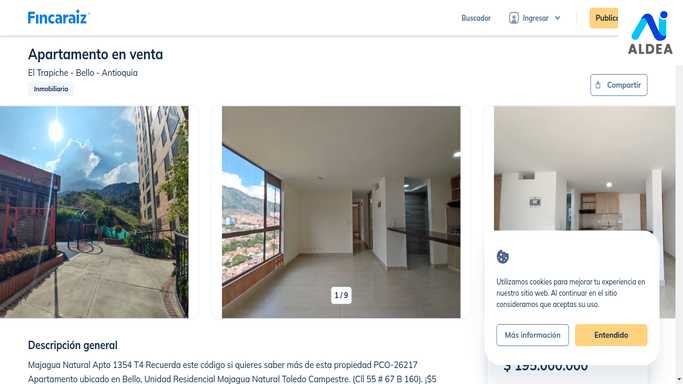 Fincaraiz
Buscador
Ingresar
Public
ALDEA
Apartamento en venta
El Trapiche - Bello - Antioquia
Inmobiliario
Compartir
1 / 9
Utilizamos cookies para mejorar tu experiencia en
nuestro sitio web. Al continuar en el sitio
consideramos que aceptas su uso.
Más información
Entendido
$ 195.000.000
Descripción general
Majagua Natural Apto 1354 T4 Recuerda este código si quieres saber más de esta propiedad PCO-26217
Apartamento ubicado en Bello, Unidad Residencial Majagua Natural Toledo Campestre. (Cll 55 # 67 B 160). ¡$5